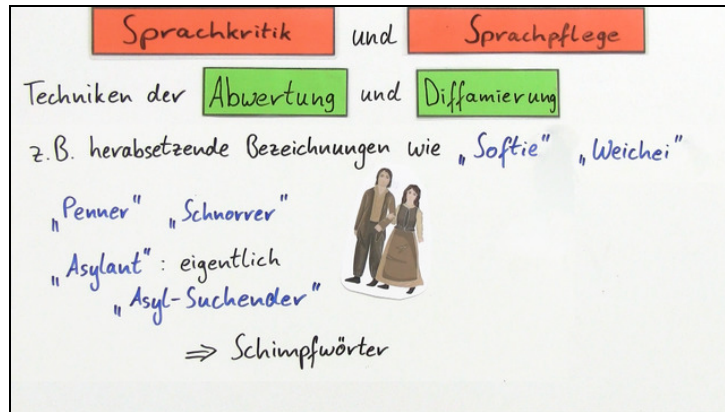 Sprachkritik und Sprachpflege
Techniken der Abwertung und Diffamierung
z.B. herabsetzende Bezeichnungen wie „Softie" „Weichei"
„Penner" „Schnorrer"
„Asylant" : eigentlich
„Asyl-Suchender"
⇒ Schimpfwörter